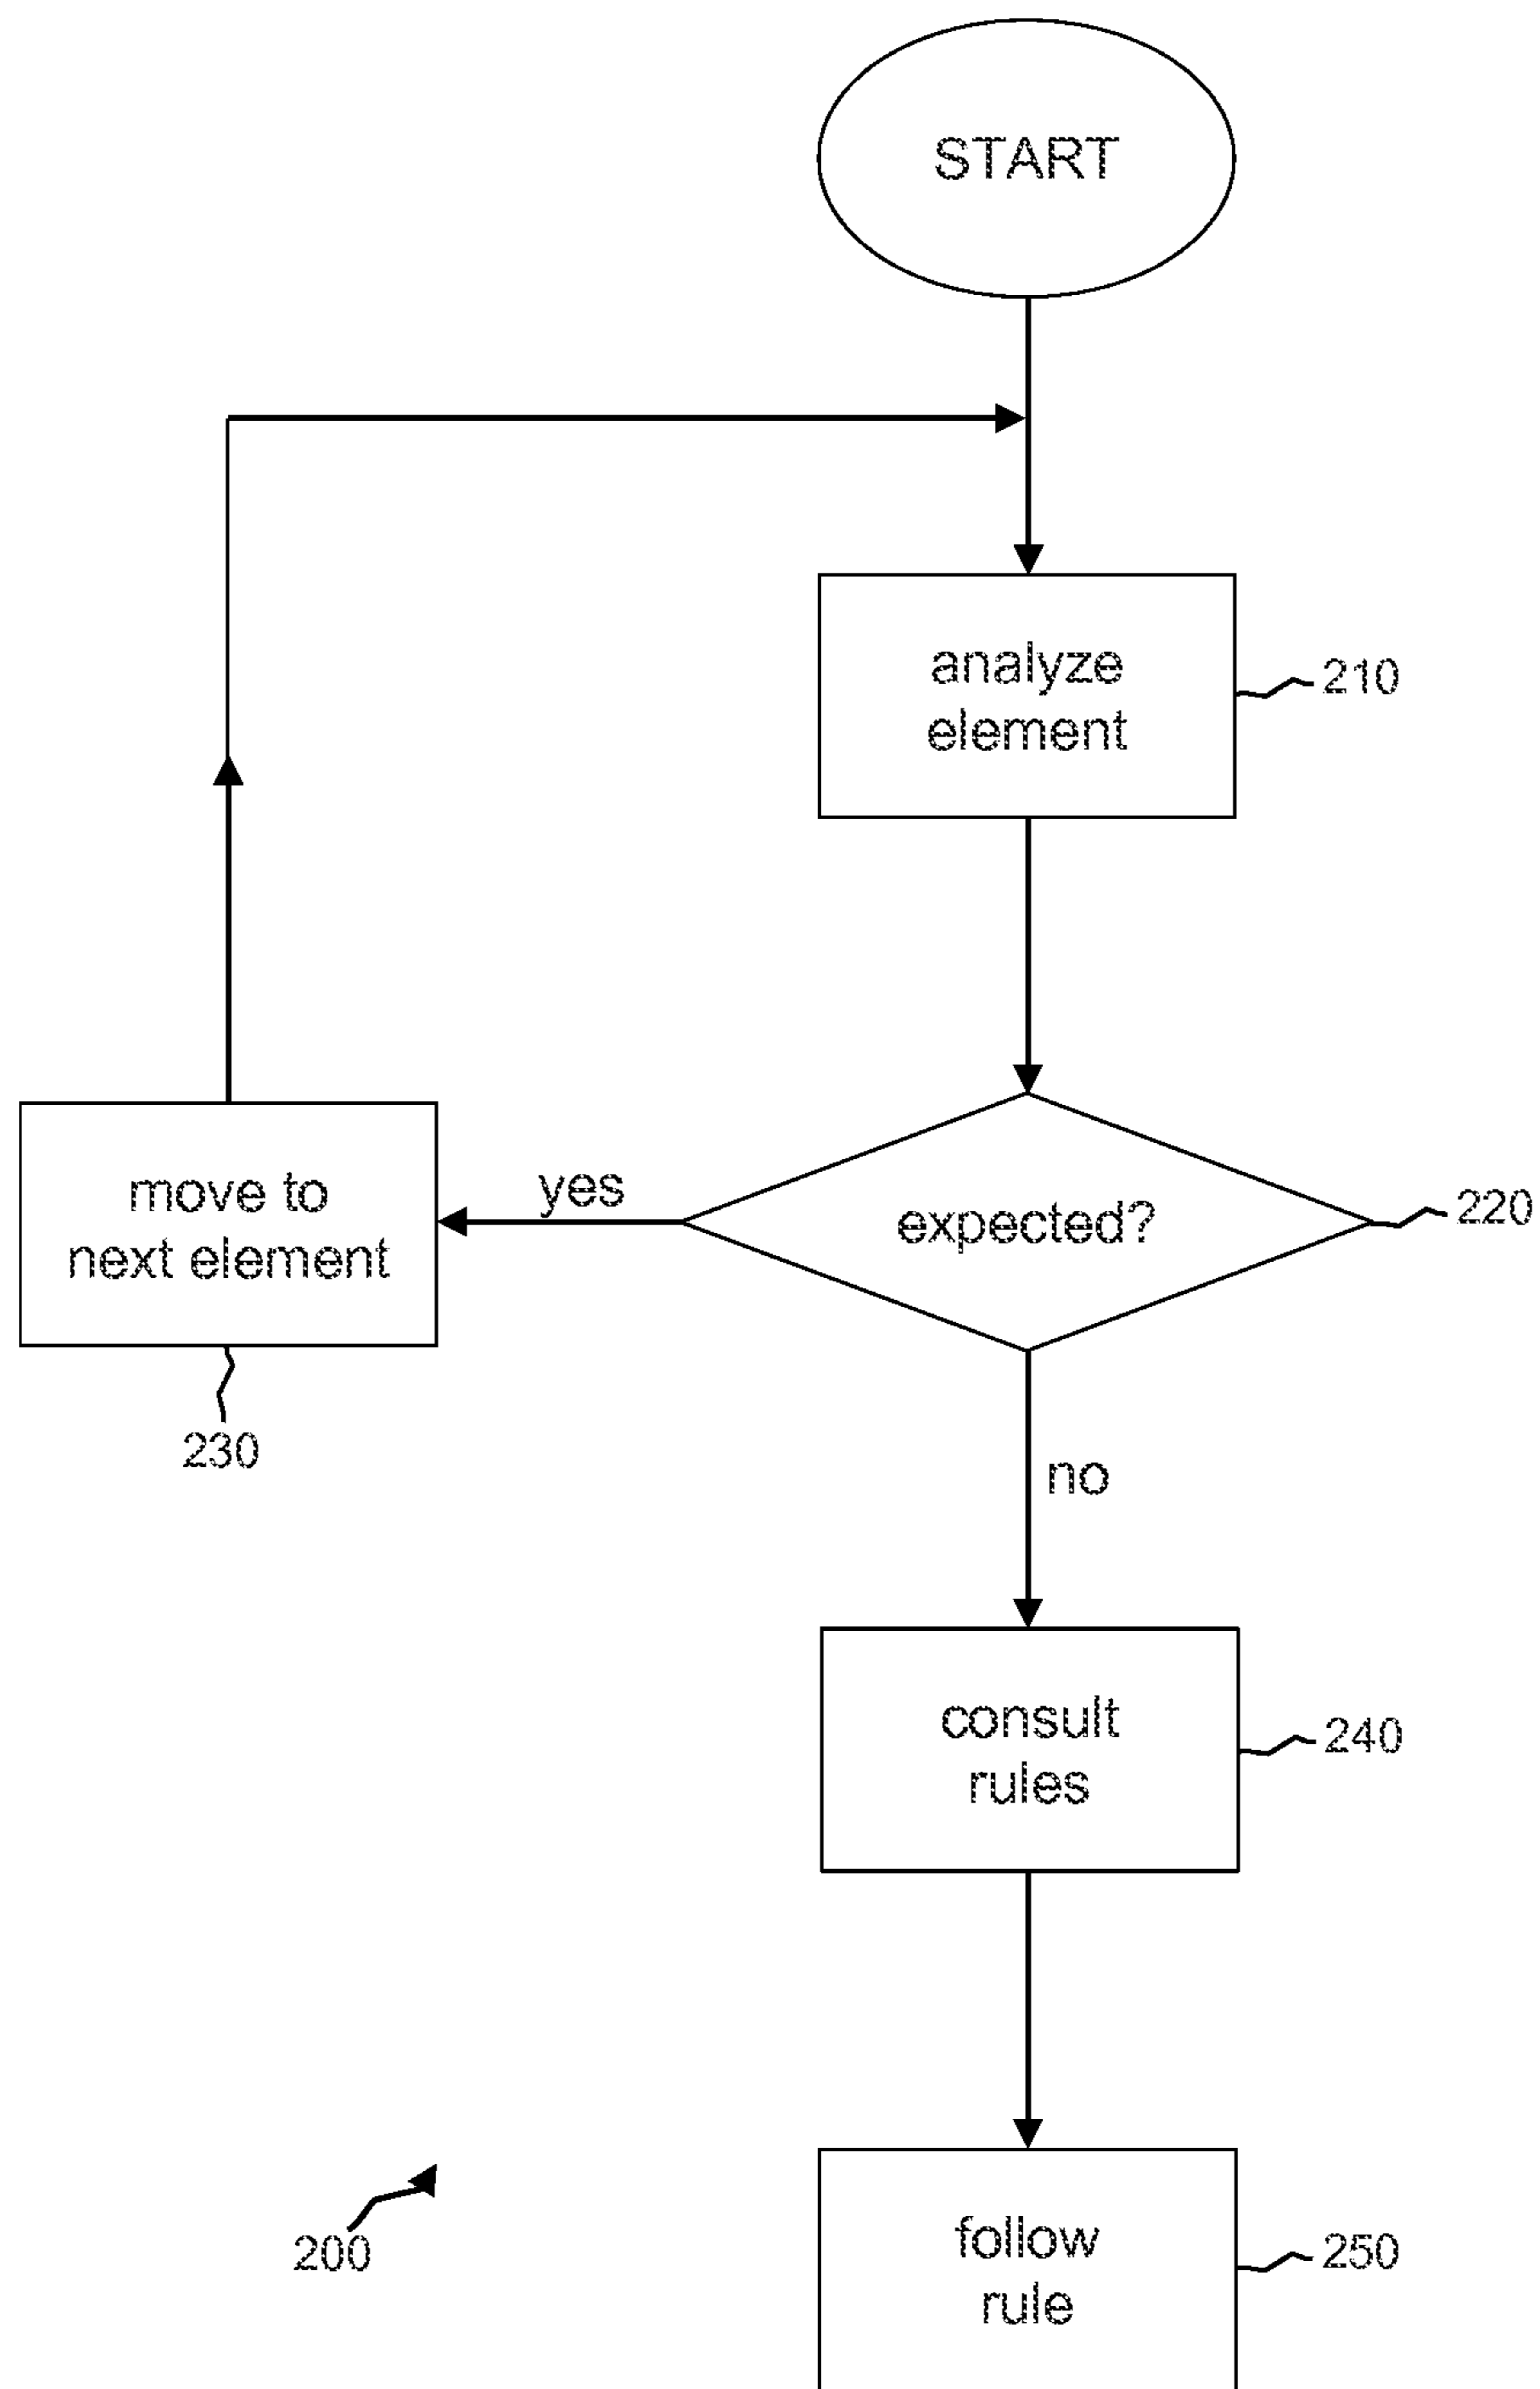 START
analyze
element
210
yes
expected?
220
move to
next element
230
no
consult
rules
240
200
follow
rule
250